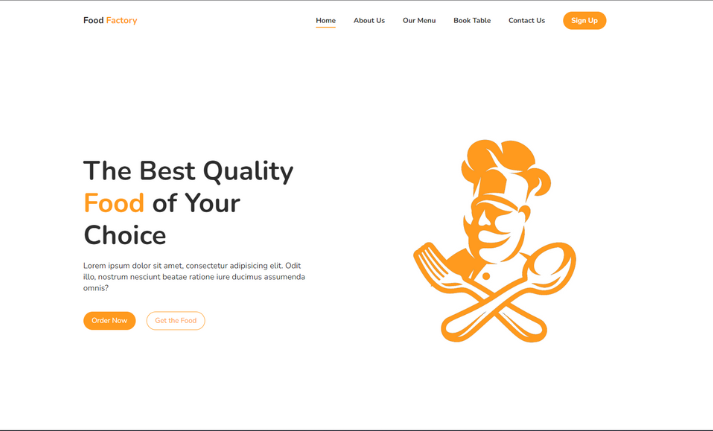 Food Factory
Home About Us Our Menu Book Table Contact Us Sign Up
The Best Quality
Food of Your
Choice
Lorem ipsum dolor sit amet, consectetur adipisicing elit. Odit
illo, nostrum nesciunt beatae ratione iure ducimus assumenda
omnis?
Order Now Get the Food